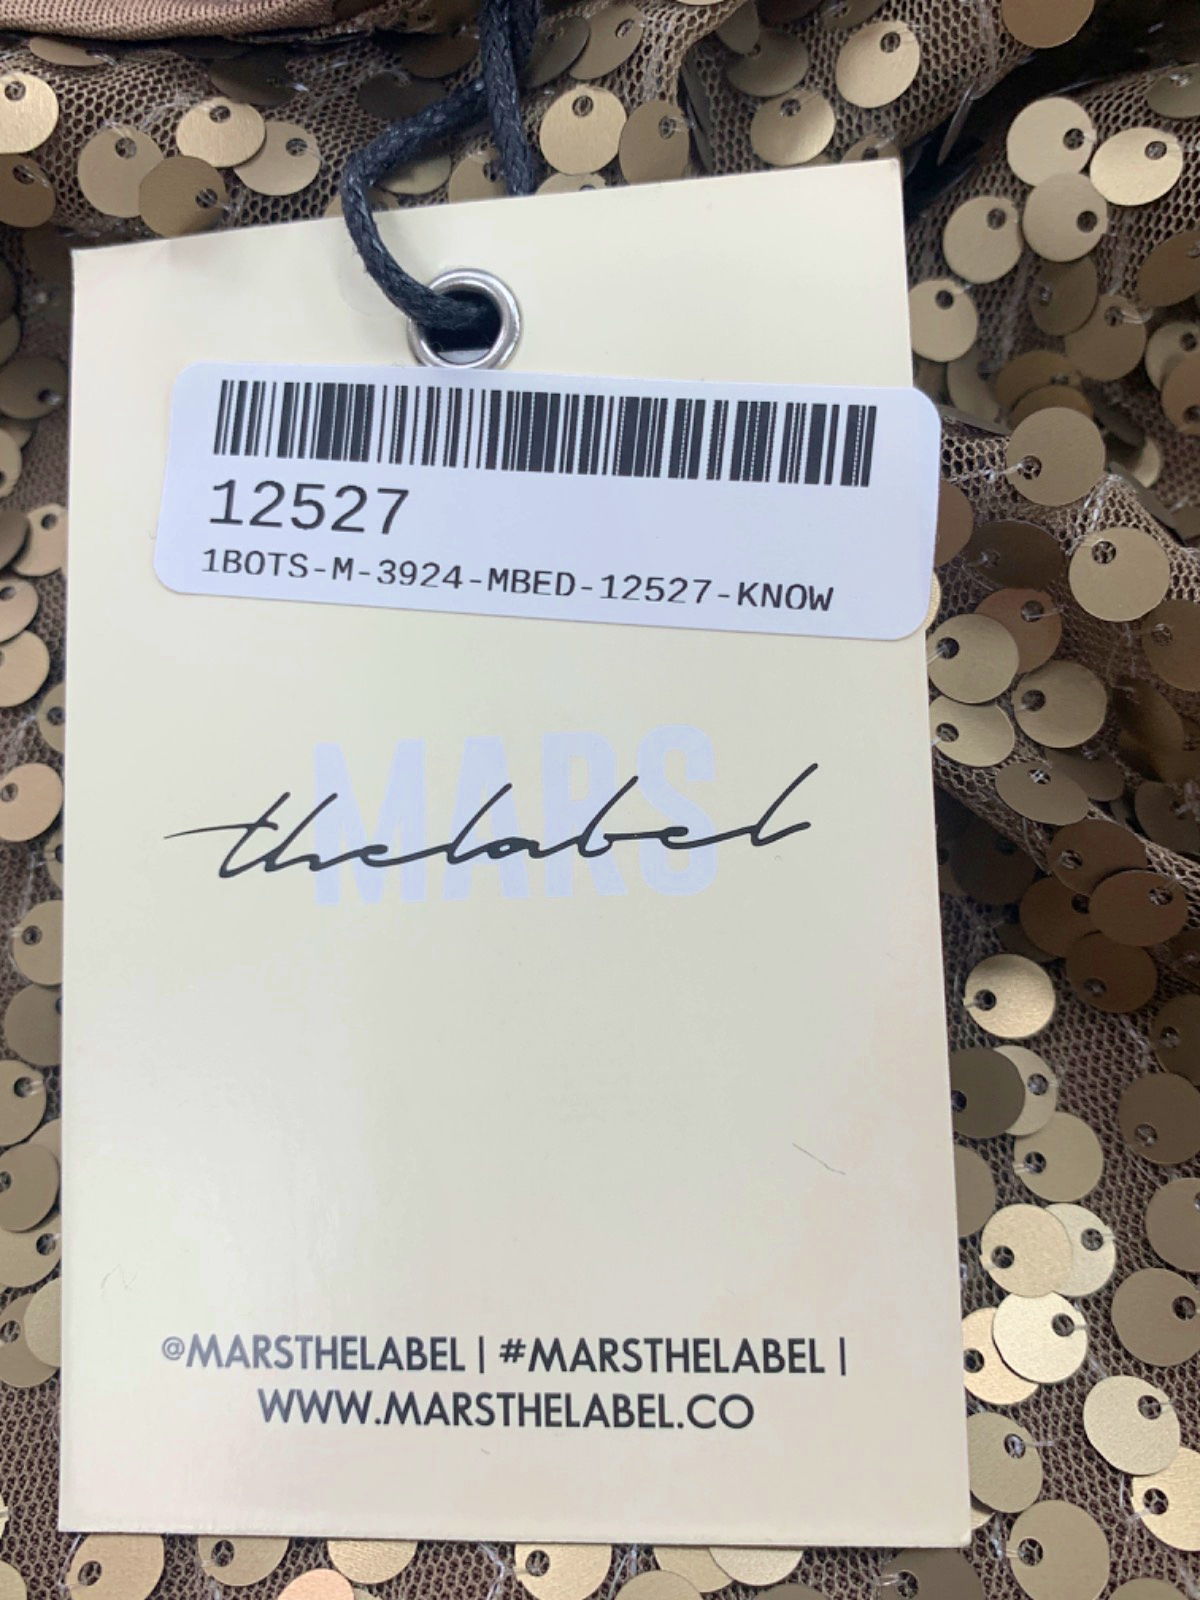 12527
1BOTS-M-3924-MBED-12527-KNOW
MARS
thelabel
@MARSTHELABEL | #MARSTHELABEL |
WWW.MARSTHELABEL.CO